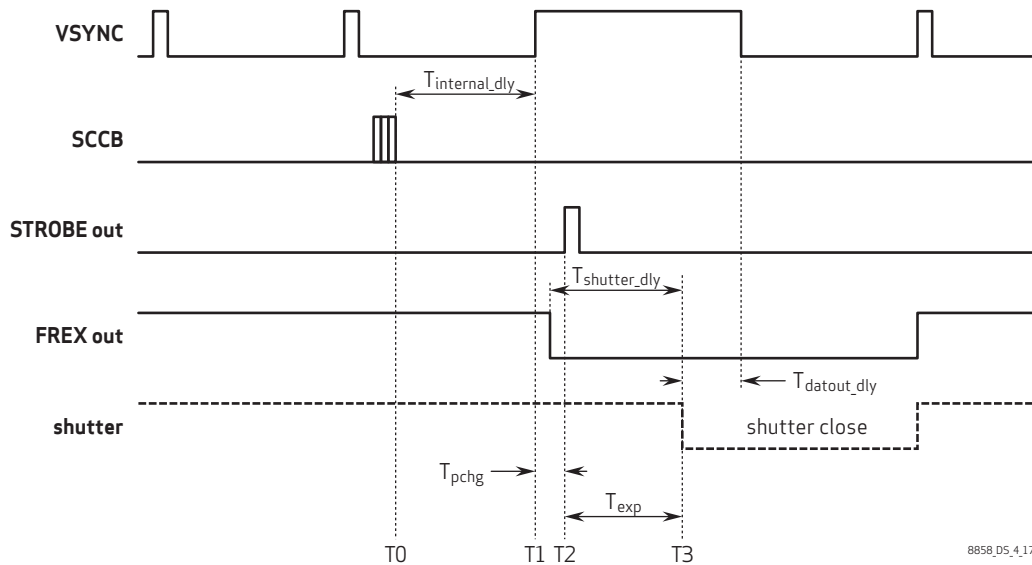 VSYNC
Tinternal_dly
SCCB
STROBE out
Tshutter_dly
FREX out
Tdatout_dly
shutter
shutter close
Tpchg
Texp
T0 T1 T2 T3
8858_DS_4_17